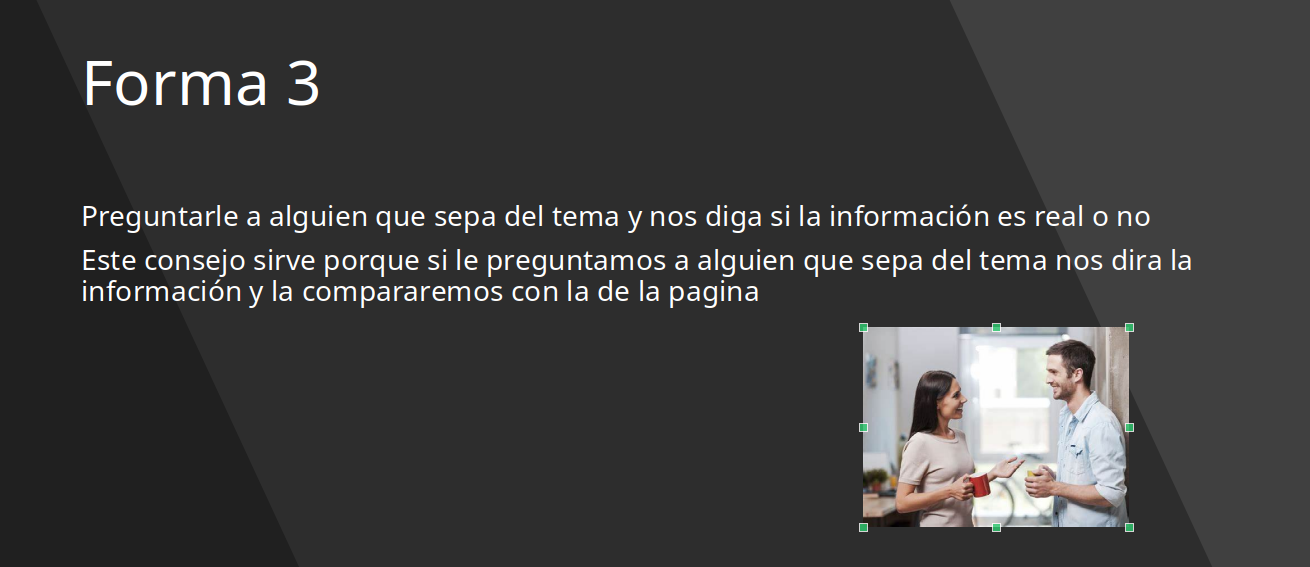 Forma 3
Preguntarle a alguien que sepa del tema y nos diga si la información es real o no
Este consejo sirve porque si le preguntamos a alguien que sepa del tema nos dira la
información y la compararemos con la de la pagina